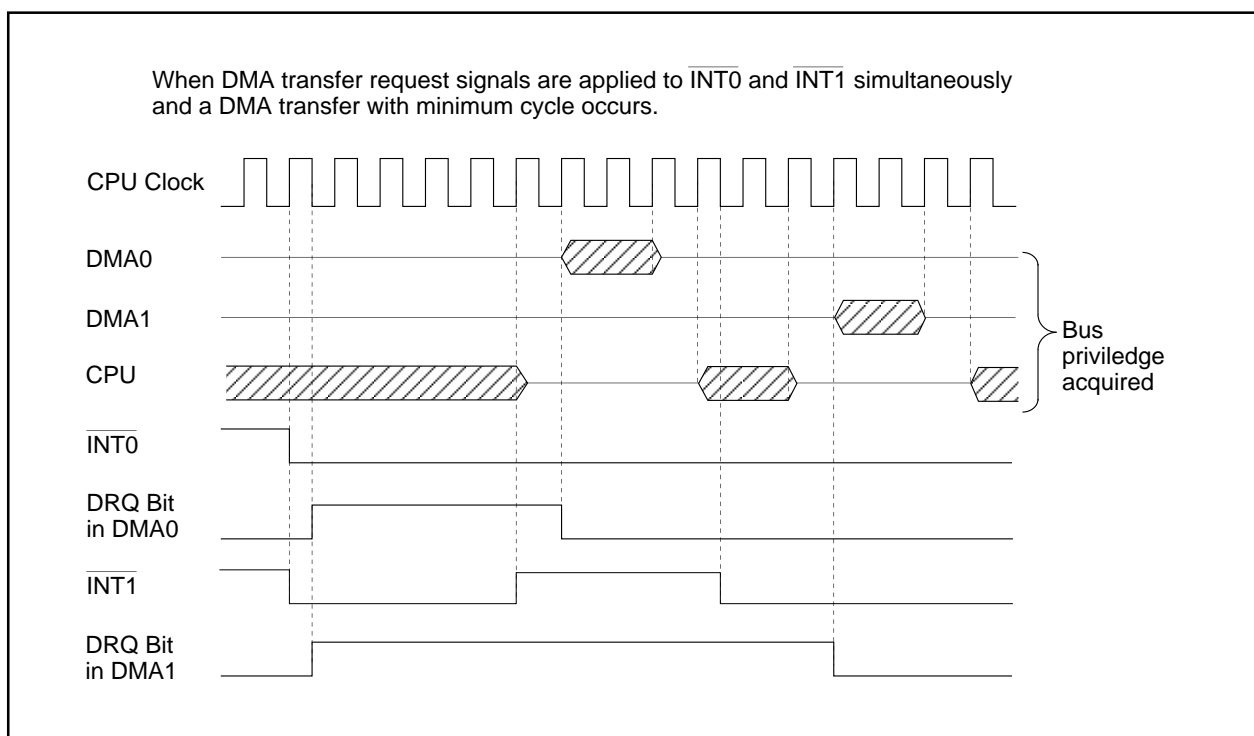 When DMA transfer request signals are applied to INT0 and INT1 simultaneously
and a DMA transfer with minimum cycle occurs.
CPU Clock
DMA0
DMA1
CPU
Bus
priviledge
acquired
INT0
DRQ Bit
in DMA0
INT1
DRQ Bit
in DMA1